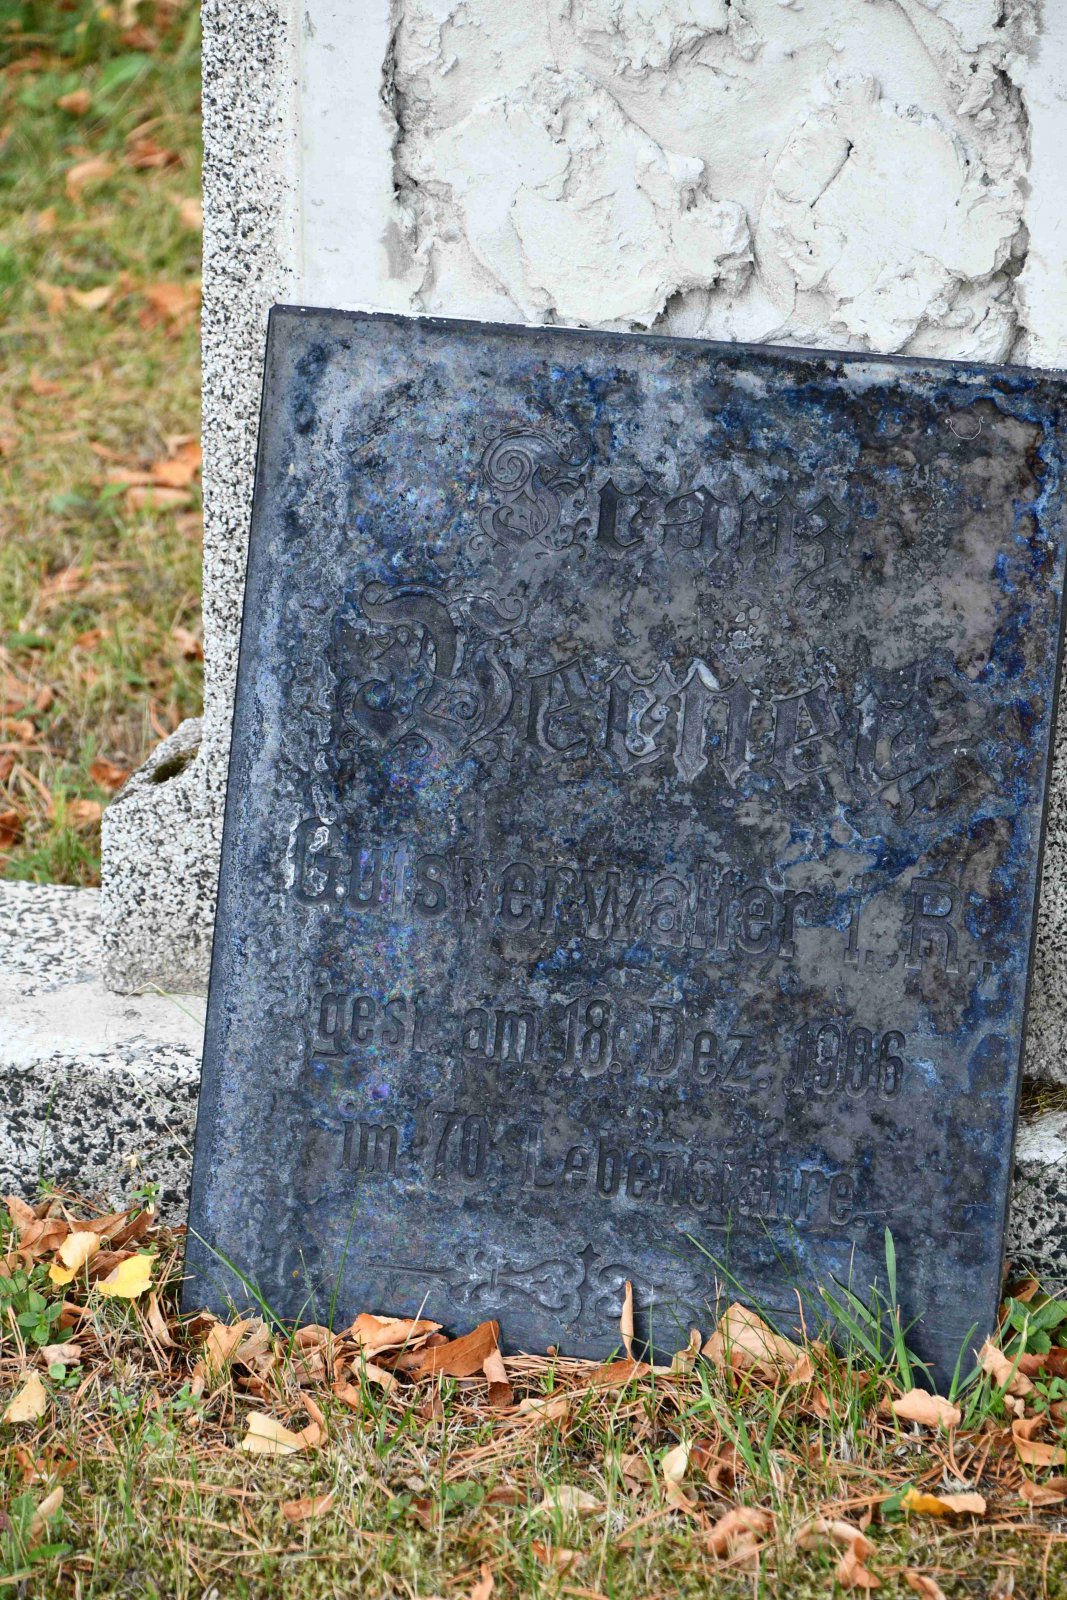 Franz
Gutsverwalter i. R.,
gest. am 18. Dez. 1906
im 70. Lebensjahre.